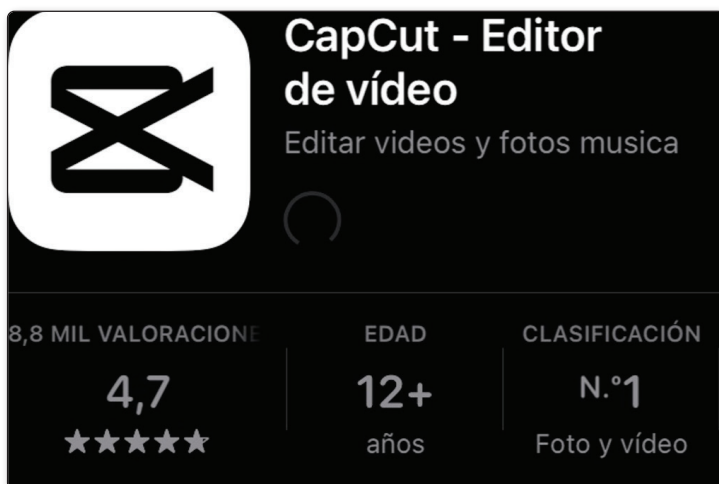 CapCut - Editor
de vídeo
Editar videos y fotos musica
8,8 MIL VALORACIONE
EDAD
CLASIFICACIÓN
4,7
12+
N.º1
años
Foto y vídeo